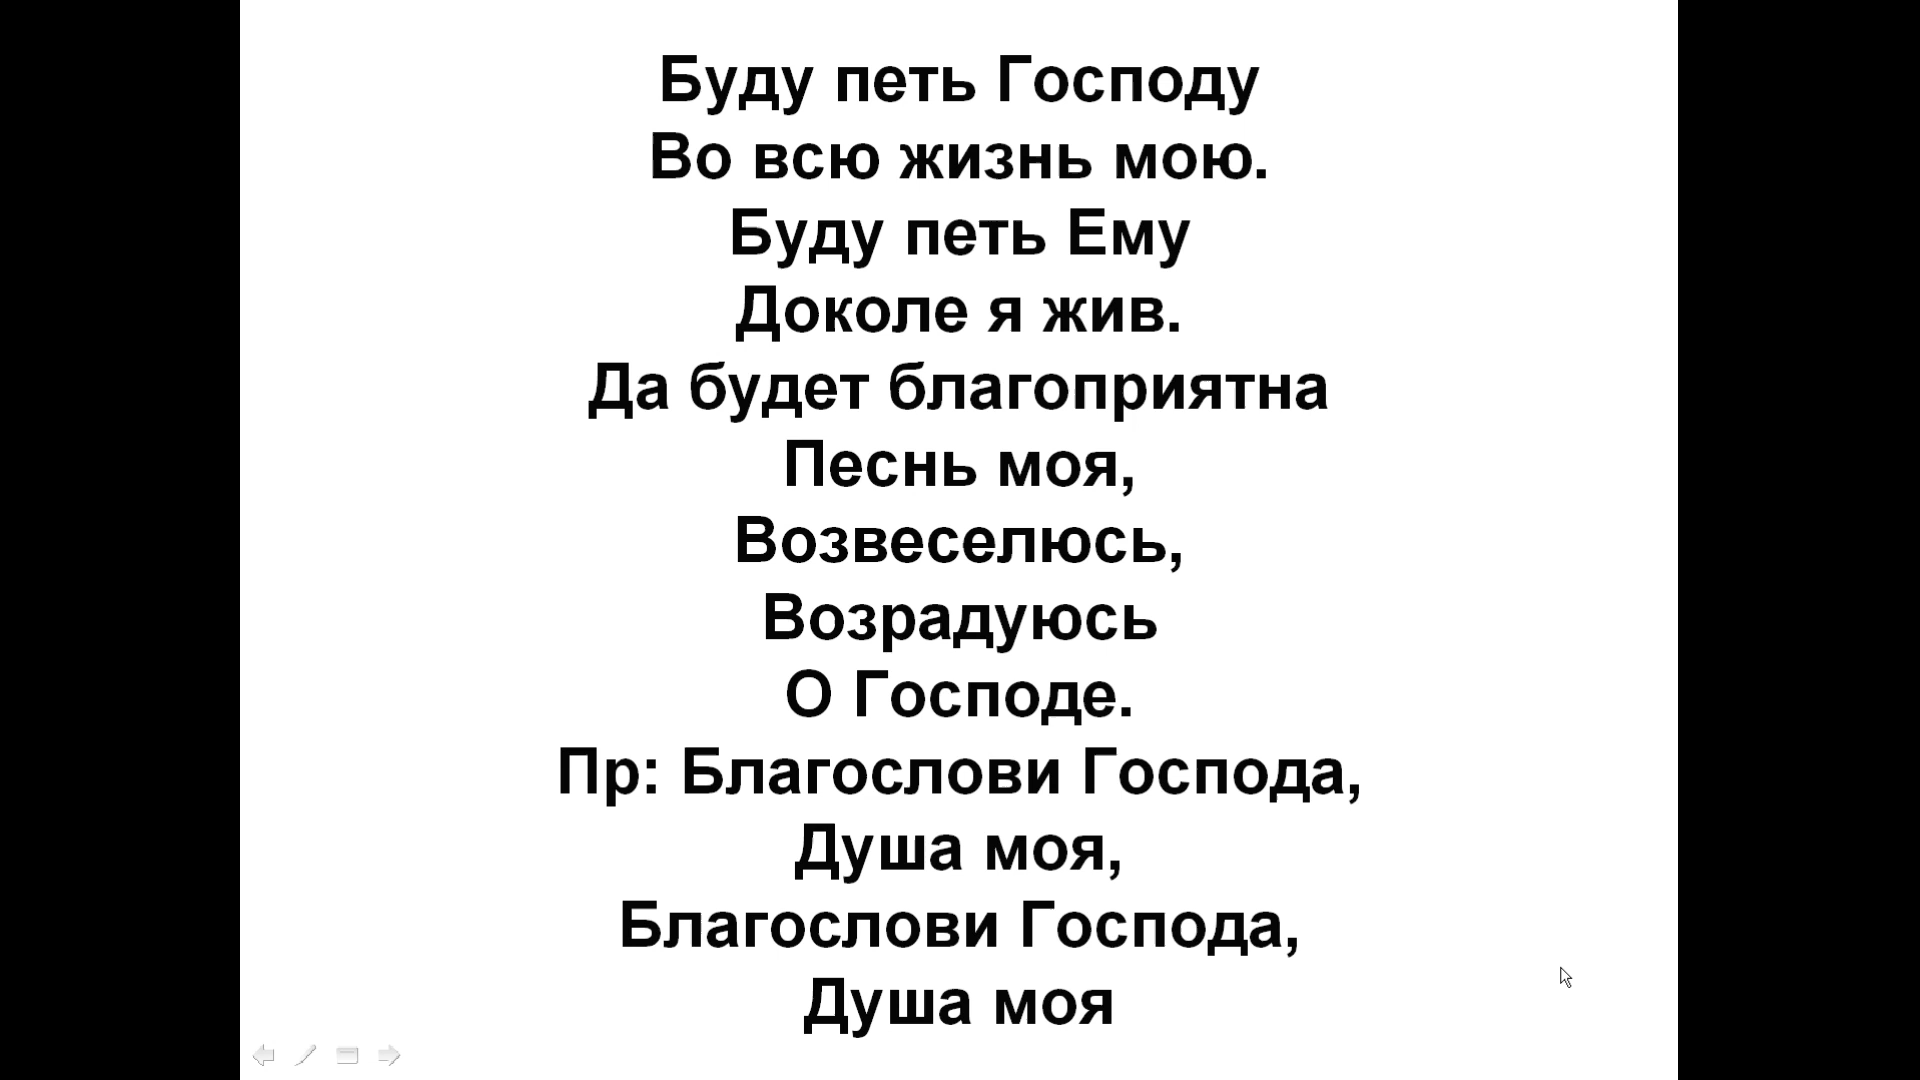 Буду петь Господу
Во всю жизнь мою.
Буду петь Ему
Доколе я жив.
Да будет благоприятна
Песнь моя,
Возвеселюсь,
Возрадуюсь
О Господе.
Пр: Благослови Господа,
Душа моя,
Благослови Господа,
Душа моя